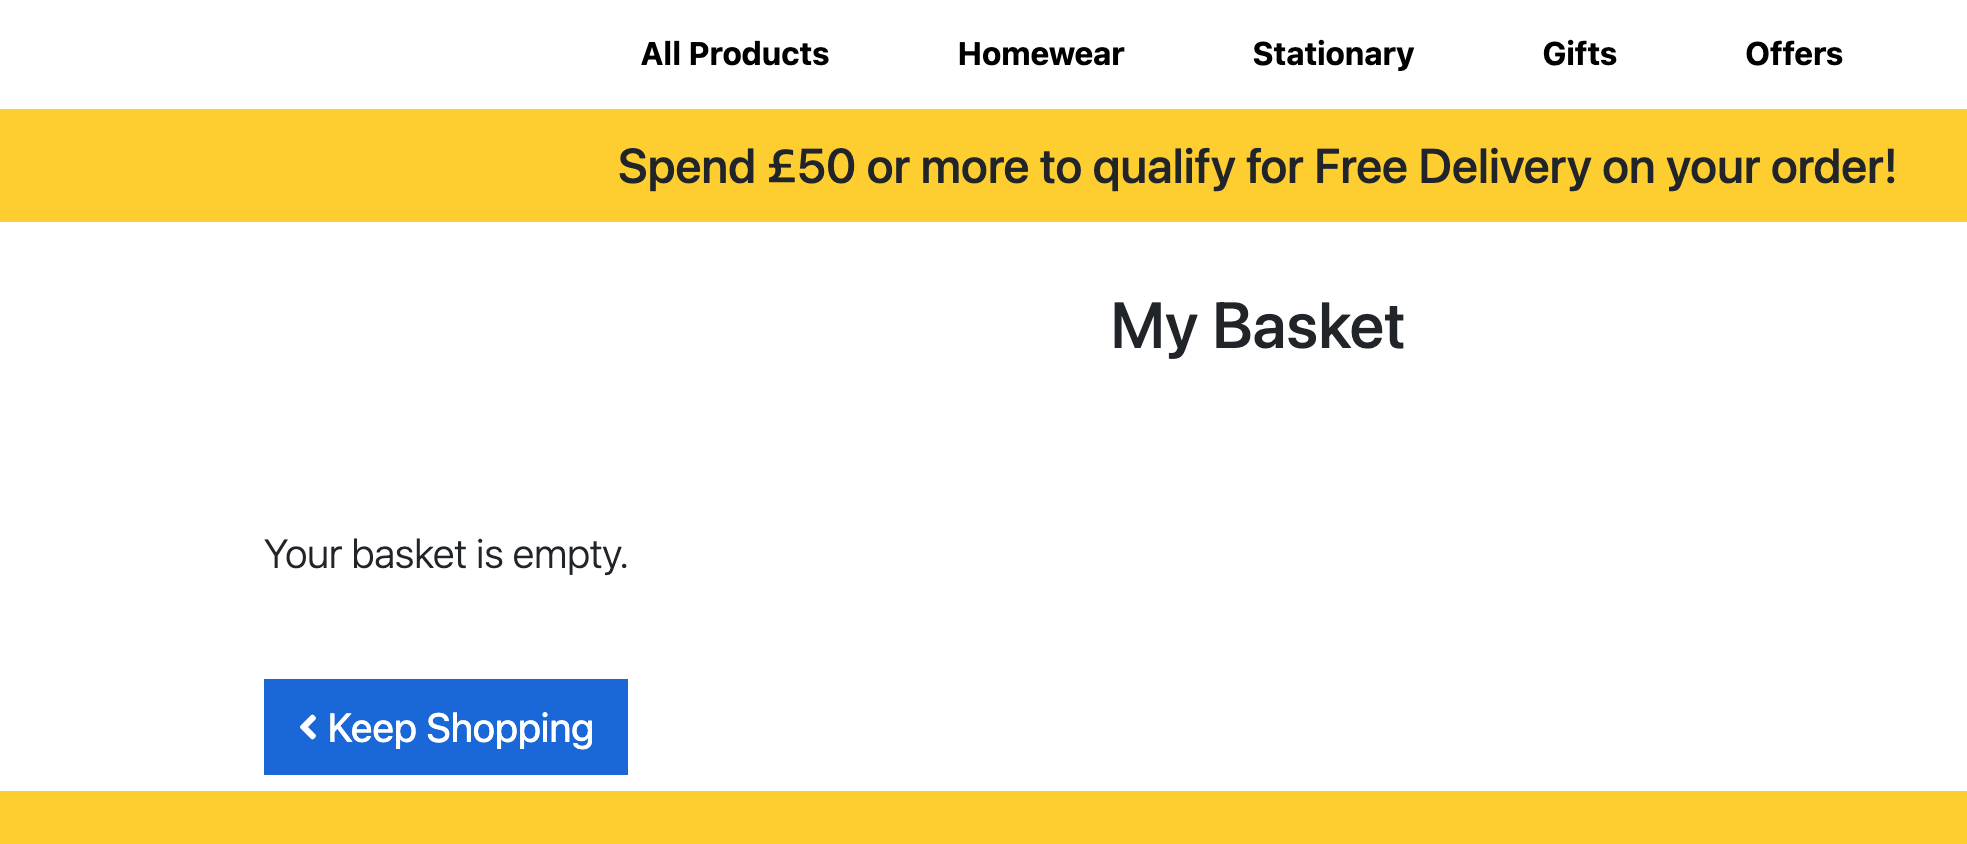 All Products Homewear Stationary Gifts Offers
Spend £50 or more to qualify for Free Delivery on your order!
My Basket
Your basket is empty.
Keep Shopping